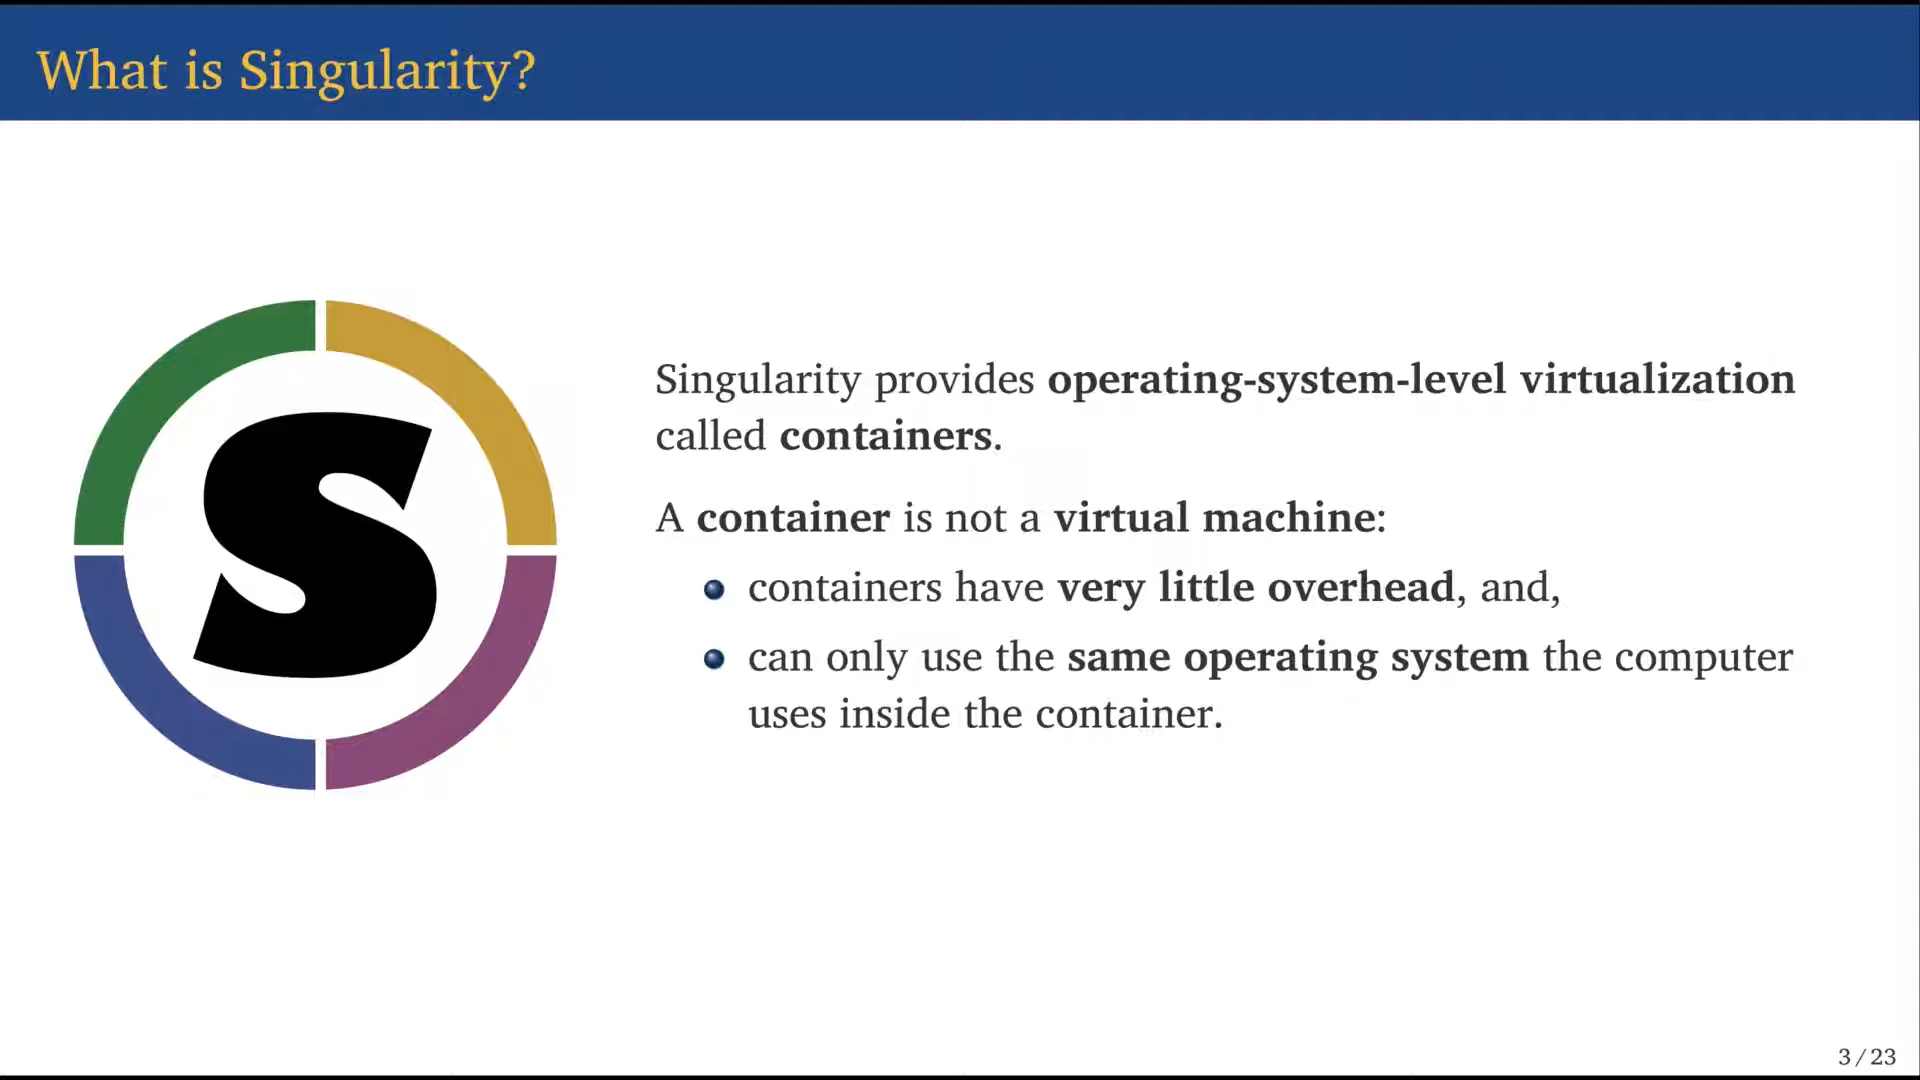 What is Singularity?
S
Singularity provides operating-system-level virtualization
called containers.
A container is not a virtual machine:
containers have very little overhead, and,
can only use the same operating system the computer
uses inside the container.
3 / 23